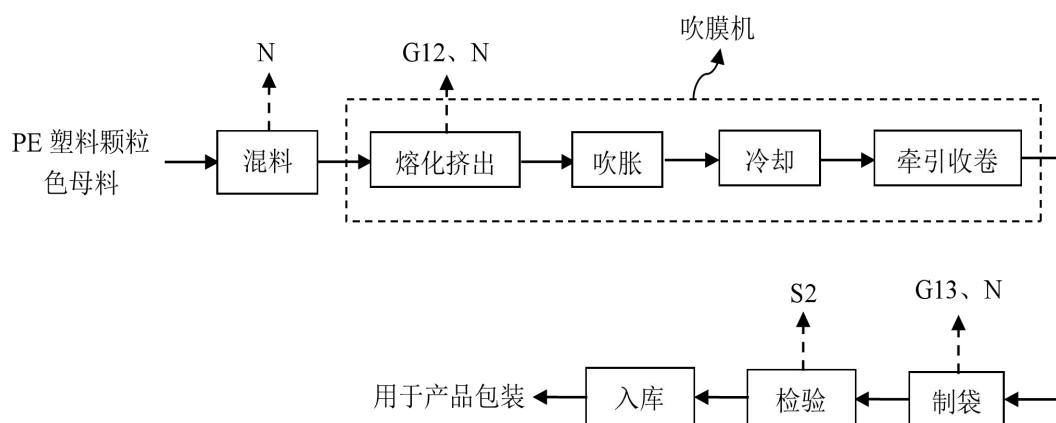 吹膜机
N
G12、N
PE 塑料颗粒
色母料
混料
熔化挤出
吹胀
冷却
牵引收卷
S2
G13、N
用于产品包装
入库
检验
制袋